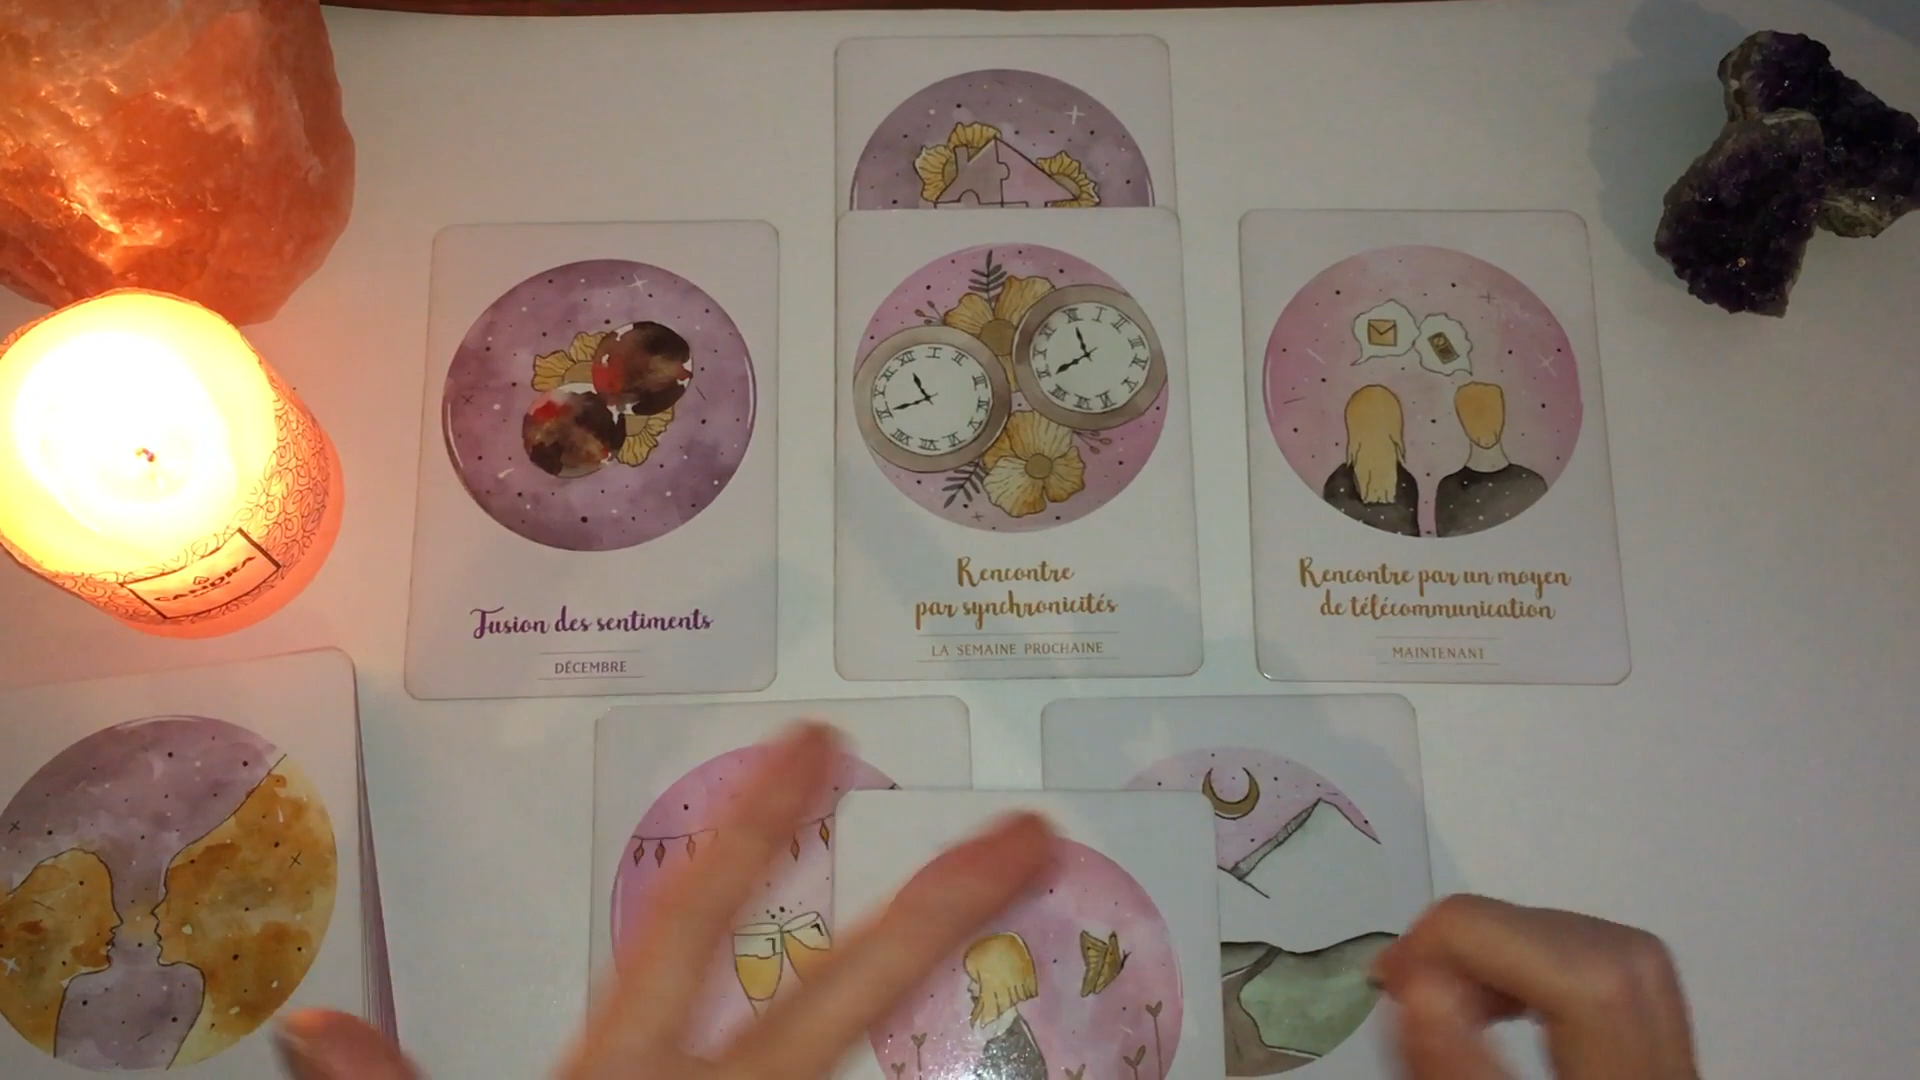 Fusion des sentiments
DÉCEMBRE
Rencontre
par synchronicités
LA SEMAINE PROCHAINE
Rencontre par un moyen
de télécommunication
MAINTENANT